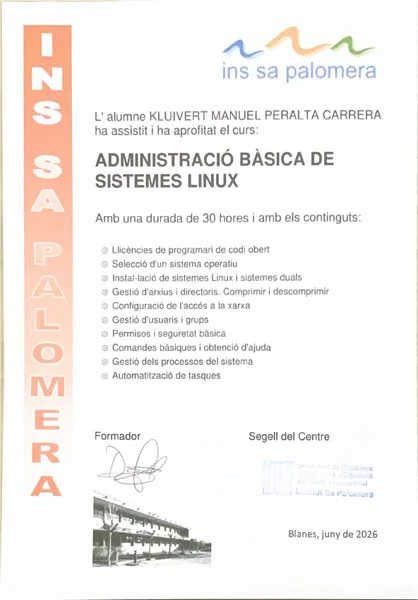 INS SA PALOMERA
ins sa palomera
L' alumne KLUIVERT MANUEL PERALTA CARRERA
ha assistit i ha aprofitat el curs:
ADMINISTRACIÓ BÀSICA DE
SISTEMES LINUX
Amb una durada de 30 hores i amb els continguts:
Llicències de programari de codi obert
Selecció d'un sistema operatiu
Instal·lació de sistemes Linux i sistemes duals
Gestió d'arxius i directoris. Comprimir i descomprimir
Configuració de l'accés a la xarxa
Gestió d'usuaris i grups
Permisos i seguretat bàsica
Comandes bàsiques i obtenció d'ajuda
Gestió dels processos del sistema
Automatització de tasques
Formador
Segell del Centre
Generalitat de Catalunya
Institut Sa Palomera
Blanes, juny de 2026